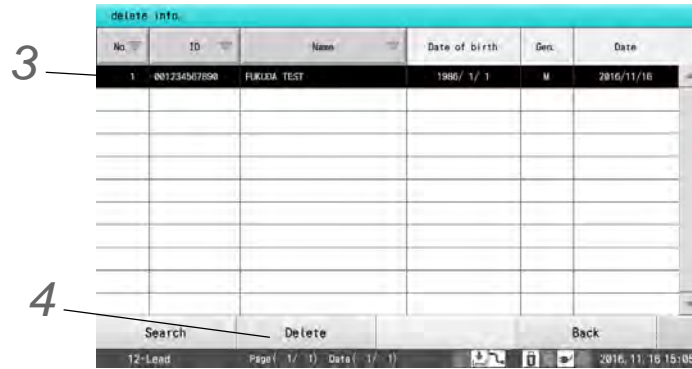 delete info.
No. ID Name Date of birth Gen. Date
3
1 001234567890 FUKUDA TEST 1986/ 1/ 1 M 2016/11/16
4
Search Delete Back
12-Lead Page( 1/ 1) Data( 1/ 1) 2016,11,16 15:05